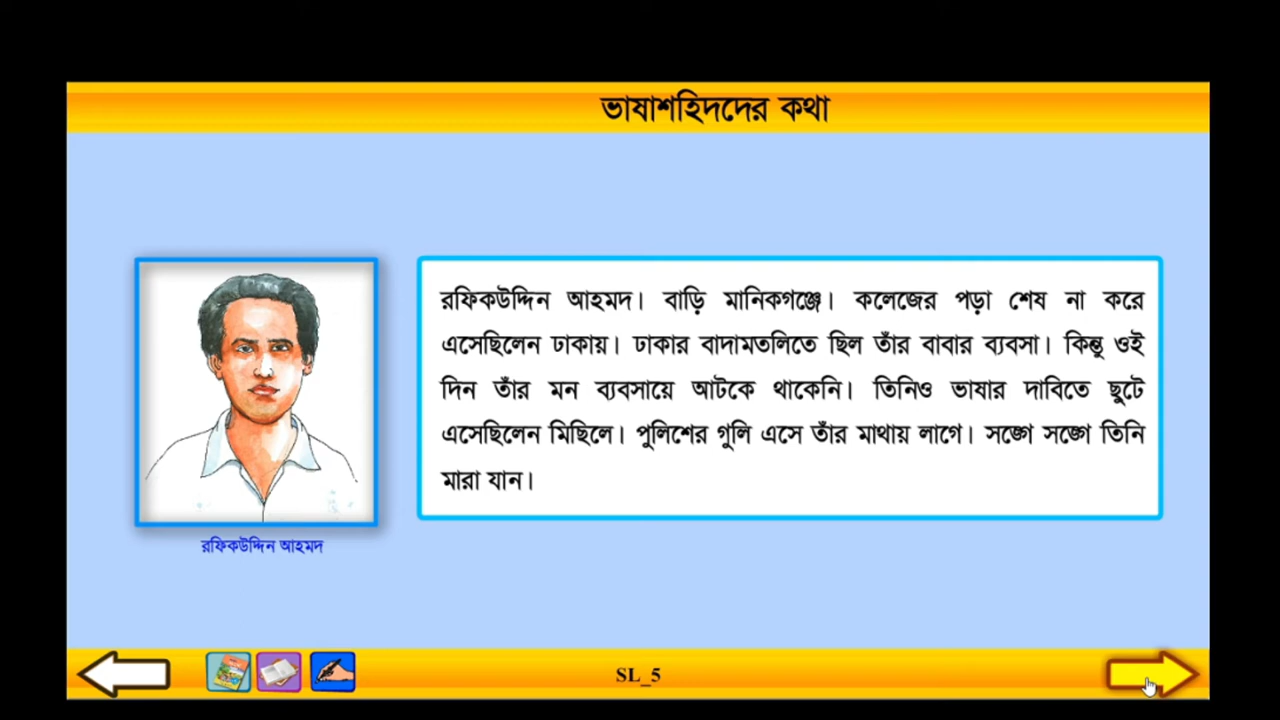 ভাষাশহিদদের কথা
রফিকউদ্দিন আহমদ। বাড়ি মানিকগঞ্জে। কলেজের পড়া শেষ না করে
এসেছিলেন ঢাকায়। ঢাকার বাদামতলিতে ছিল তাঁর বাবার ব্যবসা। কিন্তু ওই
দিন তাঁর মন ব্যবসায়ে আটকে থাকেনি। তিনিও ভাষার দাবিতে ছুটে
এসেছিলেন মিছিলে। পুলিশের গুলি এসে তাঁর মাথায় লাগে। সঙ্গে সঙ্গে তিনি
মারা যান।
রফিকউদ্দিন আহমদ
SL_5